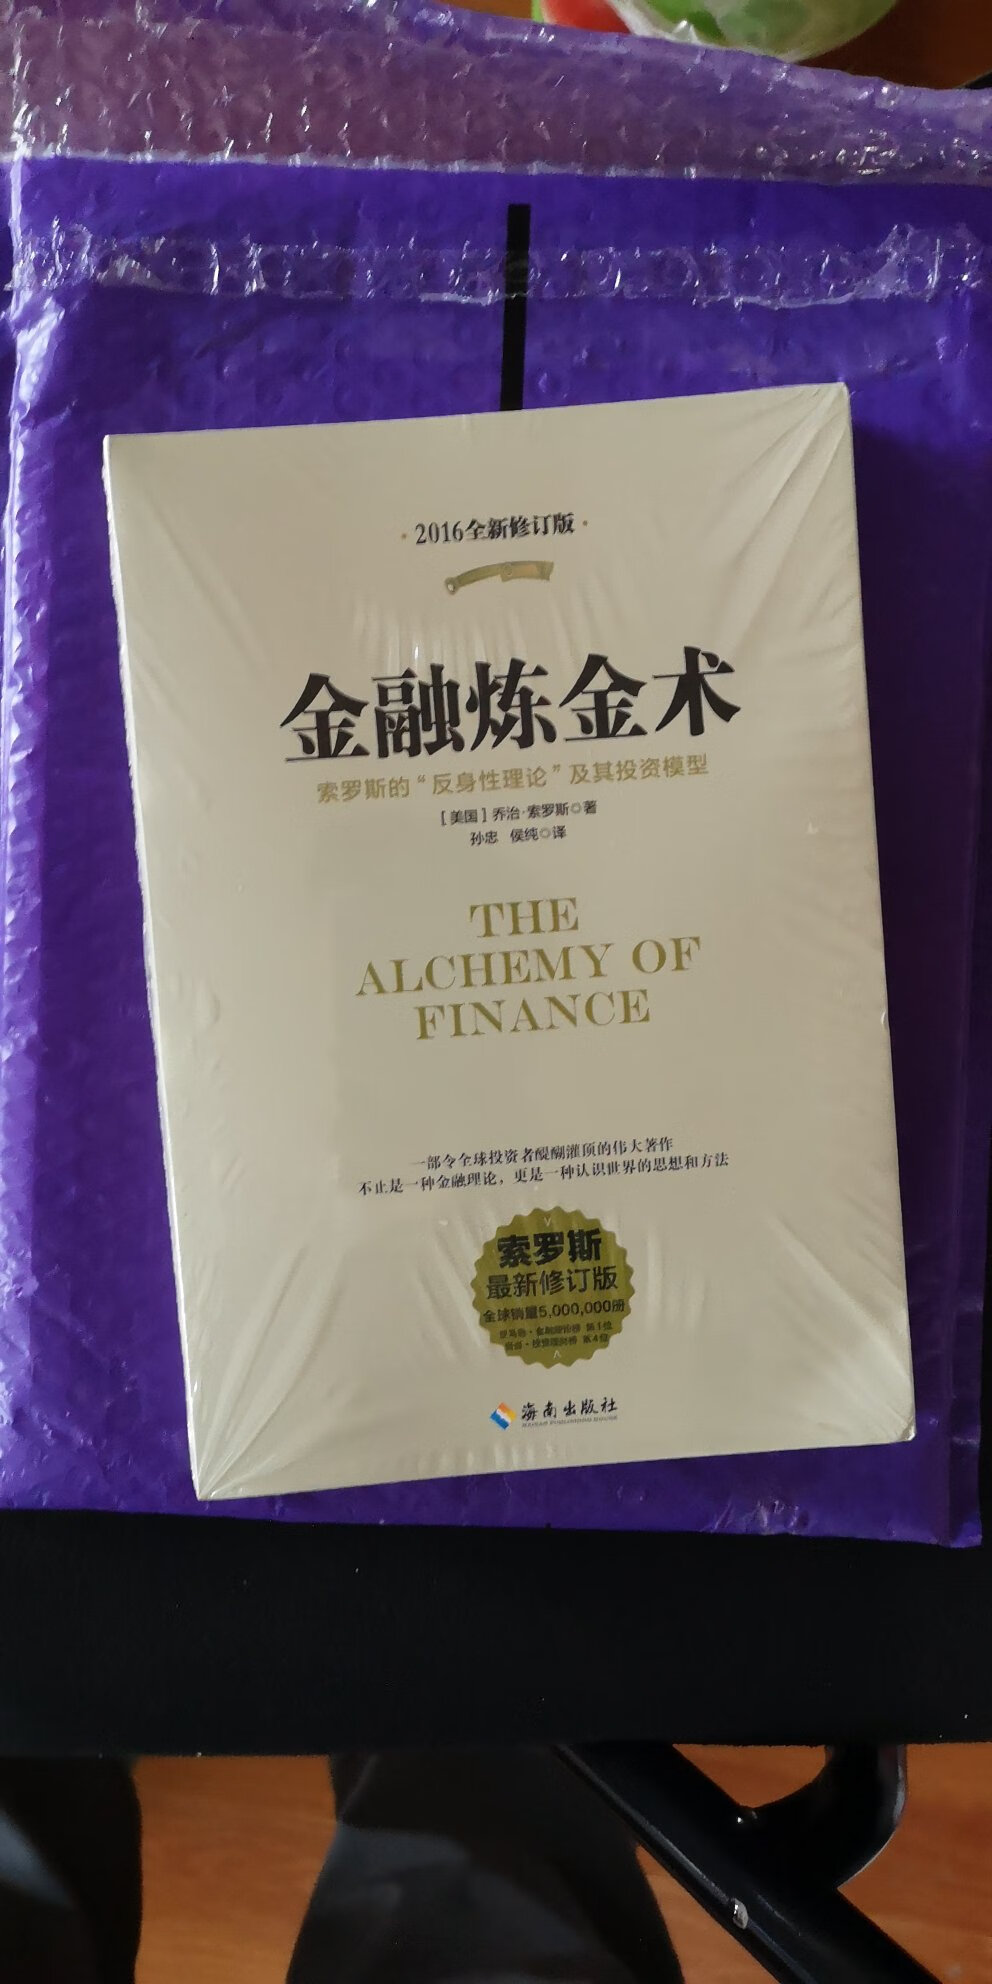 ·2016全新修订版·
金融炼金术
索罗斯的“反身性理论”及其投资模型
[美国]乔治·索罗斯◎著
孙忠 侯纯◎译
THE
ALCHEMY OF
FINANCE
一部令全球投资者醍醐灌顶的伟大著作
不止是一种金融理论，更是一种认识世界的思想和方法
索罗斯
最新修订版
全球销量5,000,000册
海南出版社
HAINAN PUBLISHING HOUSE